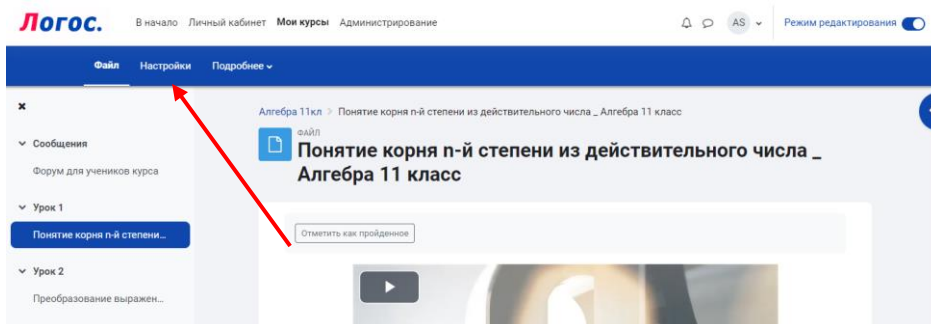 Логос. В начало Личный кабинет Мои курсы Администрирование AS Режим редактирования
Файл Настройки Подробнее
Сообщения
Форум для учеников курса
Урок 1
Понятие корня n-й степени...
Урок 2
Преобразование выражен...
Алгебра 11кл > Понятие корня n-й степени из действительного числа _ Алгебра 11 класс
ФАЙЛ
Понятие корня n-й степени из действительного числа _
Алгебра 11 класс
Отметить как пройденное